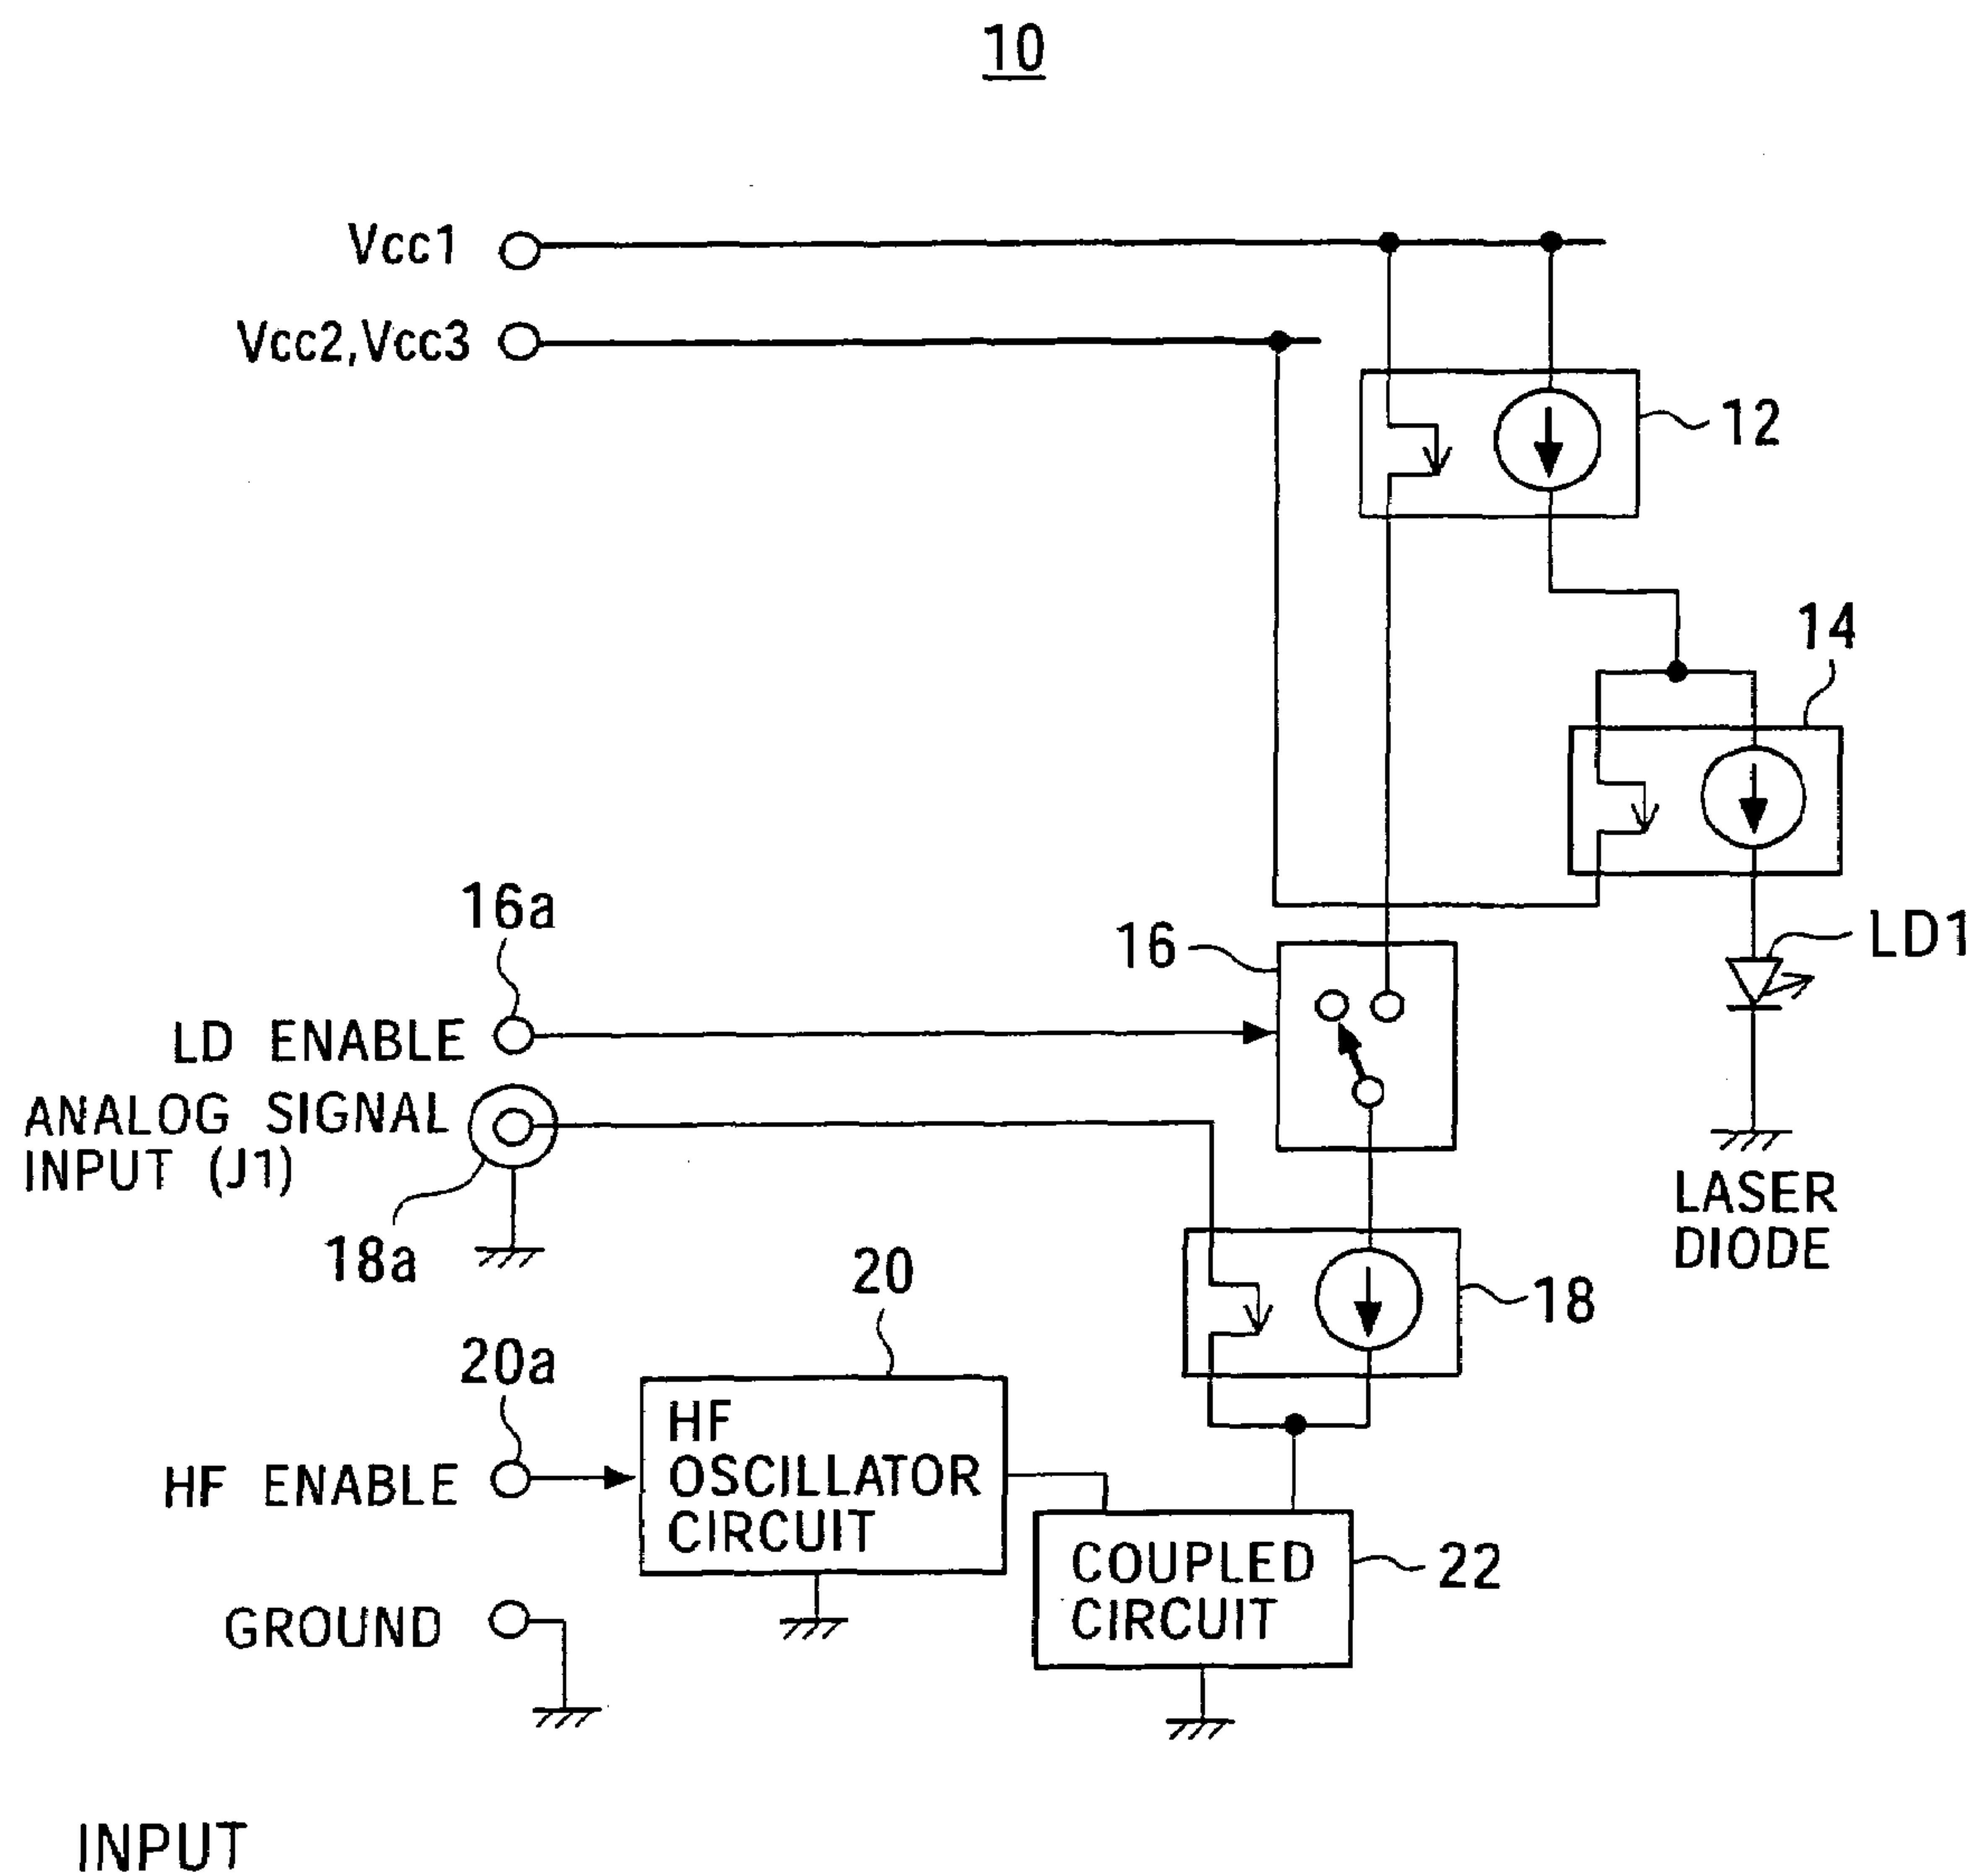 10
Vcc1
Vcc2,Vcc3
12
14
16a
16
LD1
LD ENABLE
ANALOG SIGNAL
INPUT (J1)
18a
LASER
DIODE
20
18
20a
HF
OSCILLATOR
CIRCUIT
HF ENABLE
COUPLED
CIRCUIT
22
GROUND
INPUT